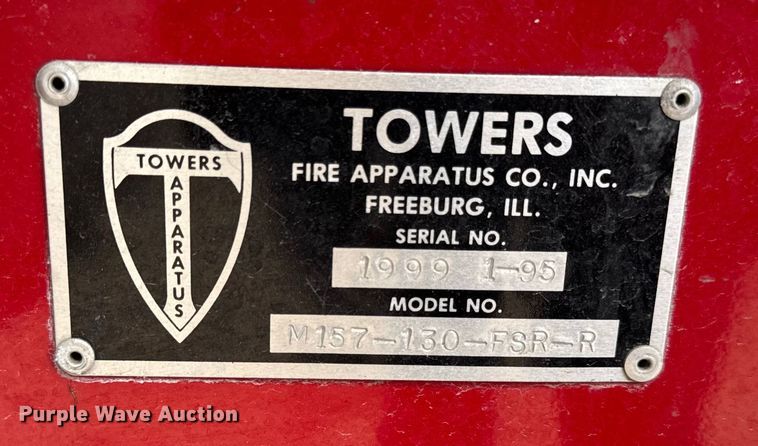 TOWERS
APPARATUS
TOWERS
FIRE APPARATUS CO., INC.
FREEBURG, ILL.
SERIAL NO.
1999 1-95
MODEL NO.
M157-130-FSR-R
Purple Wave Auction